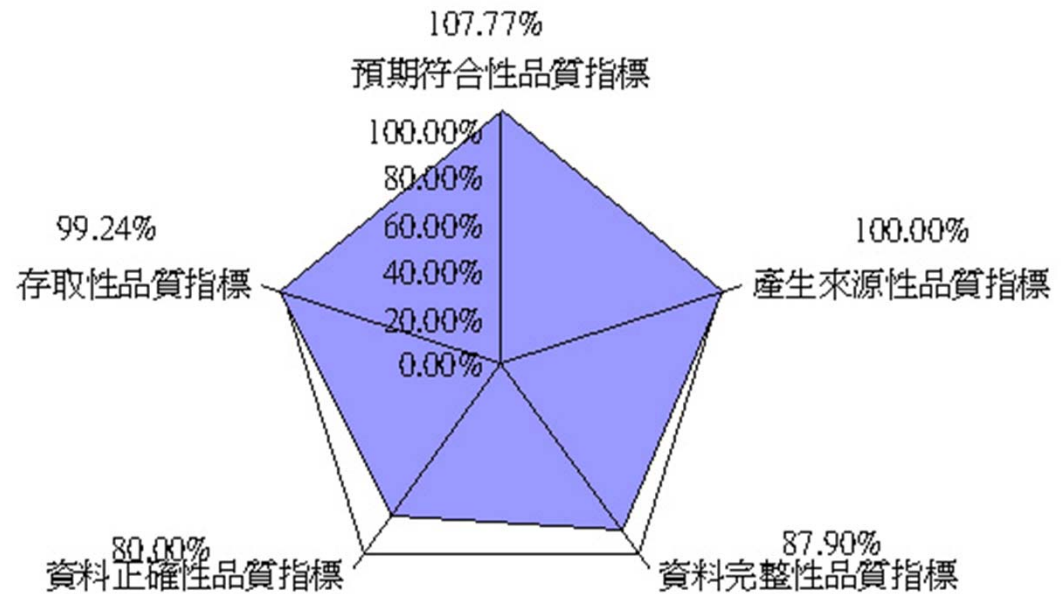 107.77%
預期符合性品質指標
100.00%
80.00%
60.00%
40.00%
20.00%
0.00%
99.24%
存取性品質指標
100.00%
產生來源性品質指標
80.00%
資料正確性品質指標
87.90%
資料完整性品質指標